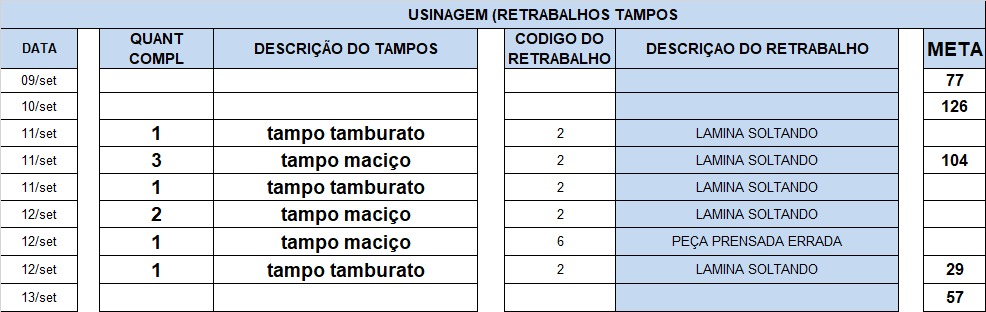 USINAGEM (RETRABALHOS TAMPOS
DATA QUANT COMPL DESCRIÇÃO DO TAMPOS CODIGO DO RETRABALHO DESCRIÇAO DO RETRABALHO META
09/set 77
10/set 126
11/set 1 tampo tamburato 2 LAMINA SOLTANDO
11/set 3 tampo maciço 2 LAMINA SOLTANDO 104
11/set 1 tampo tamburato 2 LAMINA SOLTANDO
12/set 2 tampo maciço 2 LAMINA SOLTANDO
12/set 1 tampo maciço 6 PEÇA PRENSADA ERRADA
12/set 1 tampo tamburato 2 LAMINA SOLTANDO 29
13/set 57